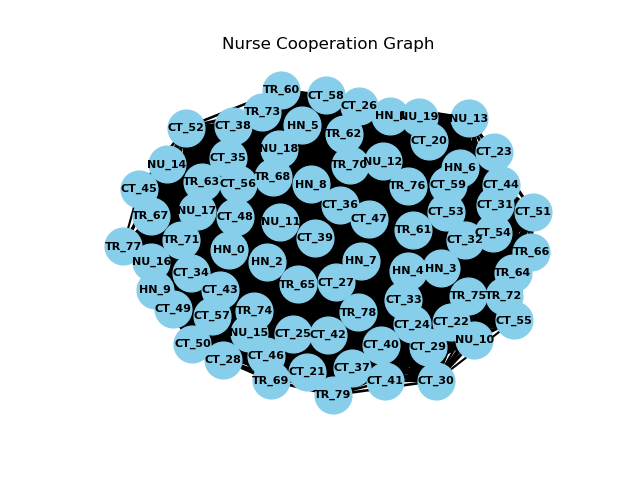 Nurse Cooperation Graph
TR_60
CT_58
CT_26
TR_73
NU_19
NU_13
CT_52
CT_38
HN_5
TR_62
CT_20
CT_23
NU_18
CT_35
NU_14
TR_70
NU_12
HN_6
TR_63
CT_56
TR_68
HN_8
TR_76
CT_59
CT_44
CT_45
CT_36
CT_31
TR_67
NU_17
CT_48
NU_11
CT_47
CT_53
CT_51
TR_61
CT_54
TR_77
TR_71
CT_39
CT_32
HN_0
TR_66
NU_16
HN_2
HN_7
HN_4
HN_3
CT_34
TR_64
HN_9
CT_43
TR_65
CT_27
CT_33
TR_75
TR_72
CT_49
CT_57
TR_74
TR_78
CT_24
CT_22
CT_55
NU_15
CT_25
CT_42
CT_50
CT_40
CT_29
NU_10
CT_28
CT_46
CT_21
CT_37
TR_69
CT_41
CT_30
TR_79